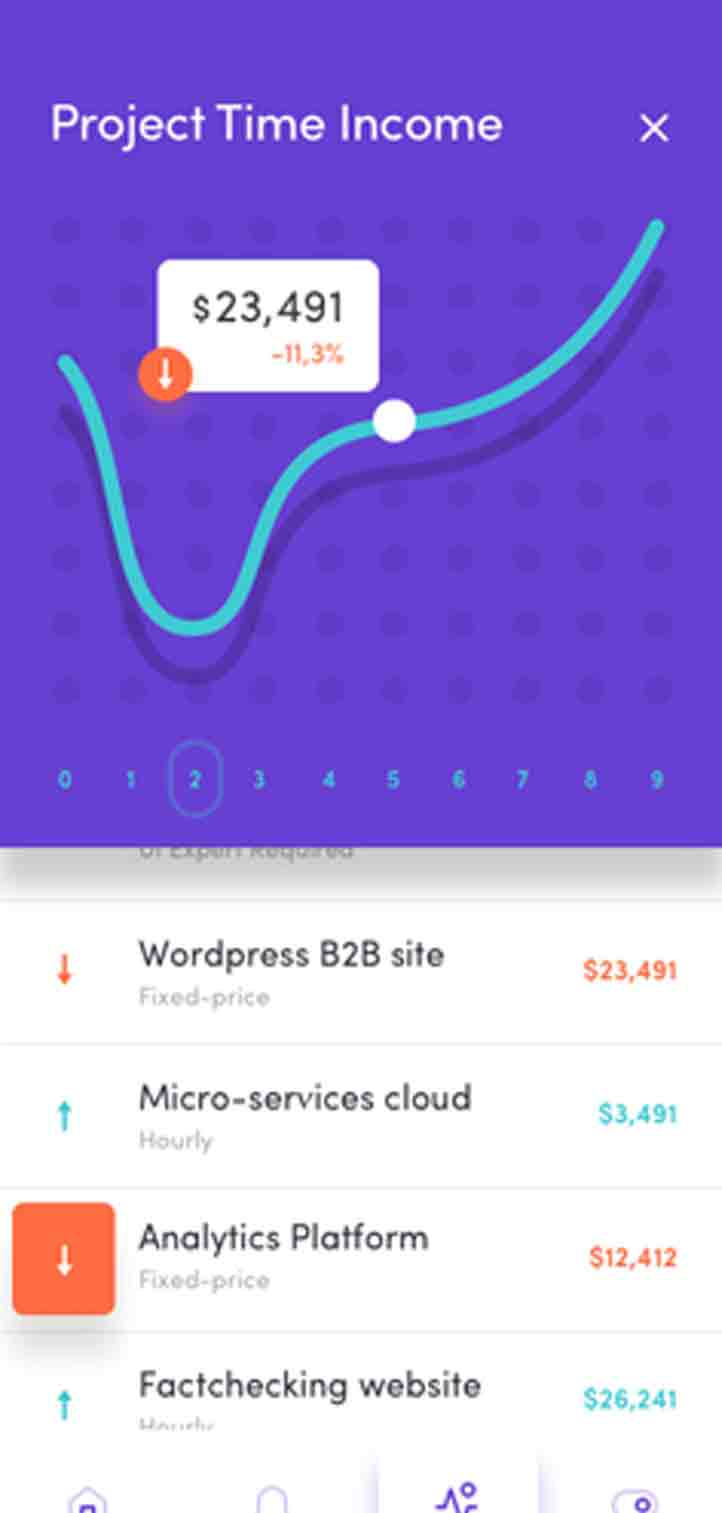 Project Time Income
$23,491
-11,3%
0 1 2 3 4 5 6 7 8 9
of Expert Required
Wordpress B2B site
$23,491
Fixed-price
Micro-services cloud
$3,491
Hourly
Analytics Platform
$12,412
Fixed-price
Factchecking website
$26,241
Hourly